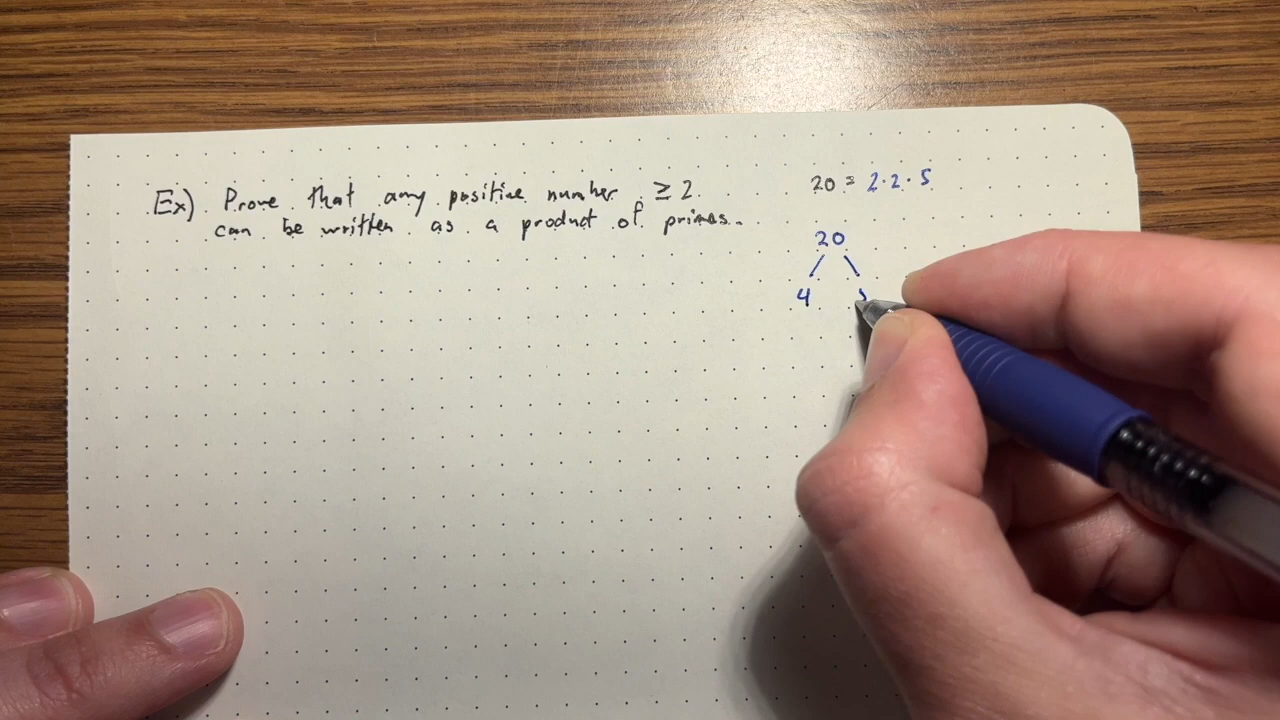 Ex) Prove that any positive number ≥ 2
can be written as a product of primes.
20 = 2·2·5
20
4